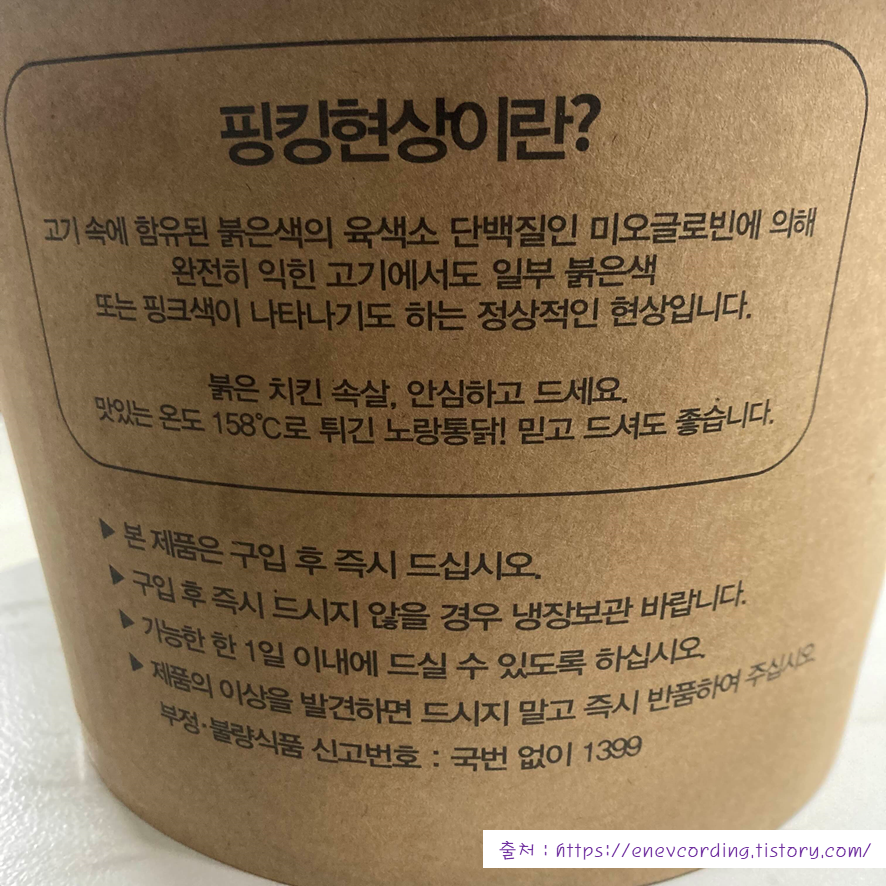 핑킹현상이란?
고기 속에 함유된 붉은색의 육색소 단백질인 미오글로빈에 의해
완전히 익힌 고기에서도 일부 붉은색
또는 핑크색이 나타나기도 하는 정상적인 현상입니다.
붉은 치킨 속살, 안심하고 드세요.
맛있는 온도 158℃로 튀긴 노랑통닭! 믿고 드셔도 좋습니다.
▶ 본 제품은 구입 후 즉시 드십시오.
▶ 구입 후 즉시 드시지 않을 경우 냉장보관 바랍니다.
▶ 가능한 한 1일 이내에 드실 수 있도록 하십시오.
▶ 제품의 이상을 발견하면 드시지 말고 즉시 반품하여 주십시오.
부정·불량식품 신고번호 : 국번 없이 1399
출처 : https://enevcording.tistory.com/